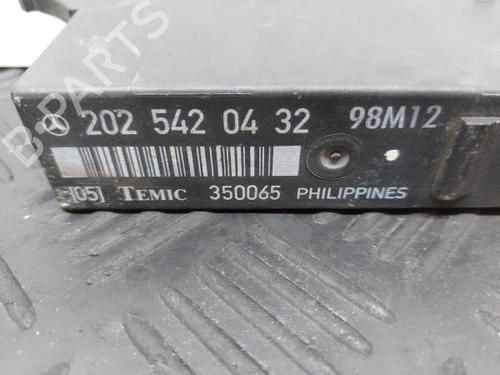 202 542 04 32 98M12
[05] TEMIC 350065 PHILIPPINES
B-PARTS